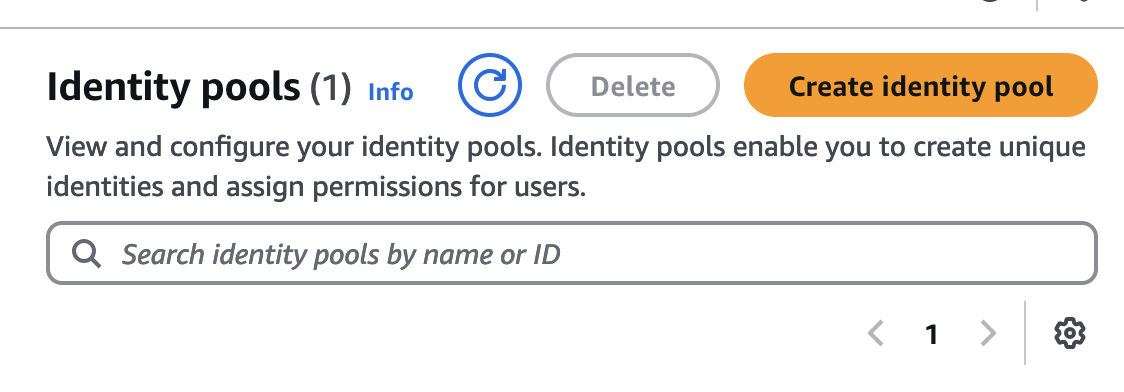 Identity pools (1) Info Delete Create identity pool
View and configure your identity pools. Identity pools enable you to create unique
identities and assign permissions for users.
Search identity pools by name or ID
1